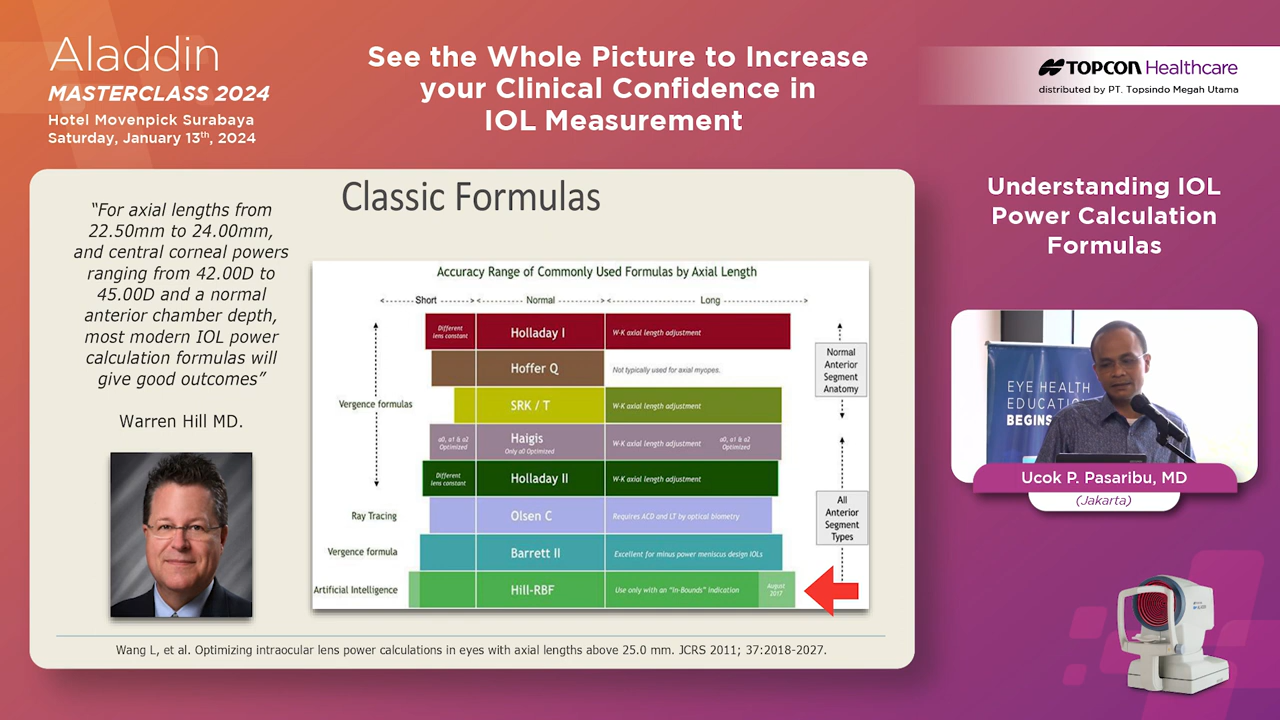 Aladdin
MASTERCLASS 2024
Hotel Movenpick Surabaya
Saturday, January 13th, 2024
See the Whole Picture to Increase
your Clinical Confidence in
IOL Measurement
TOPCON Healthcare
distributed by PT. Topsindo Megah Utama
“For axial lengths from
22.50mm to 24.00mm,
and central corneal powers
ranging from 42.00D to
45.00D and a normal
anterior chamber depth,
most modern IOL power
calculation formulas will
give good outcomes”
Warren Hill MD.
Classic Formulas
Accuracy Range of Commonly Used Formulas by Axial Length
Short Normal Long
Different
lens constant
Holladay I
W-K axial length adjustment
Hoffer Q
Not typically used for axial myopes.
Vergence formulas
SRK / T
W-K axial length adjustment
a0, a1 & a2
Optimized
Haigis
Only a0 Optimized
W-K axial length adjustment
a0, a1 & a2
Optimized
Different
lens constant
Holladay II
W-K axial length adjustment
Ray Tracing
Olsen C
Requires ACD and LT by optical biometry
Vergence formula
Barrett II
Excellent for minus power meniscus design IOLs
Artificial Intelligence
Hill-RBF
Use only with an "In-Bounds" indication
August
2017
Normal
Anterior
Segment
Anatomy
All
Anterior
Segment
Types
Wang L, et al. Optimizing intraocular lens power calculations in eyes with axial lengths above 25.0 mm. JCRS 2011; 37:2018-2027.
Understanding IOL
Power Calculation
Formulas
EYE HEALTH
EDUCATION
BEGINS
Ucok P. Pasaribu, MD
(Jakarta)